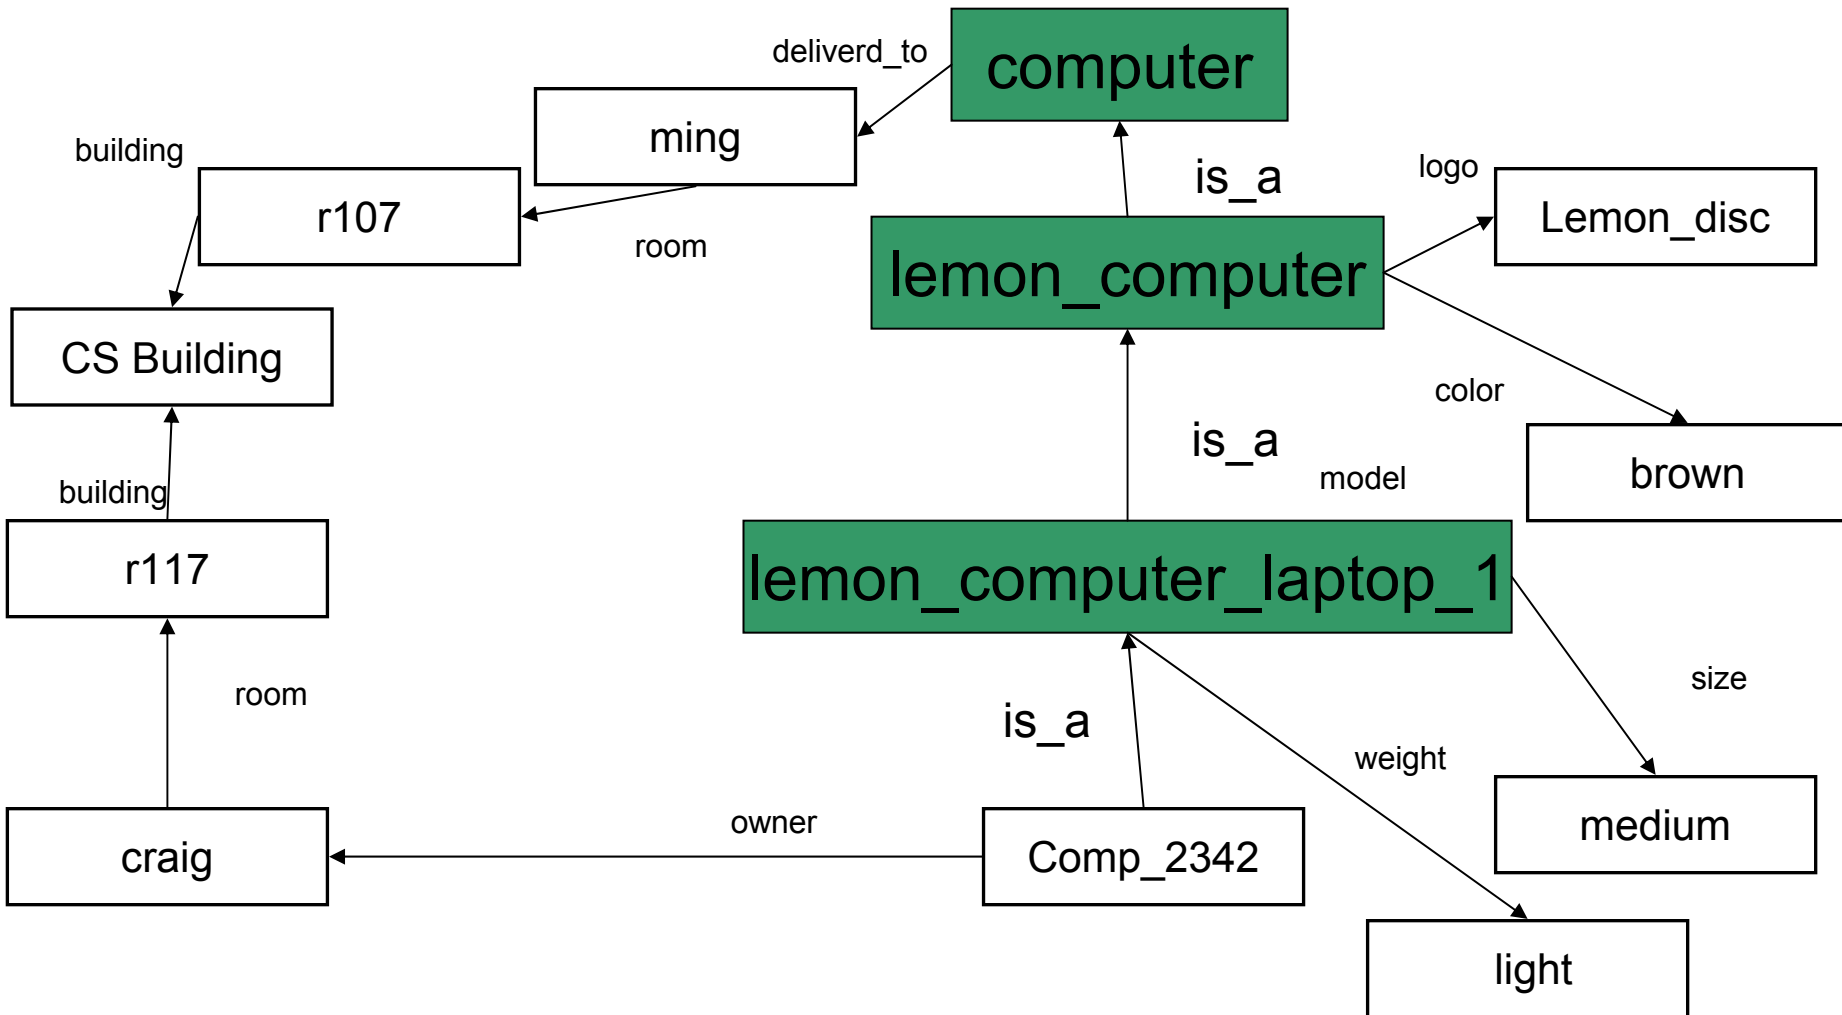 deliverd_to
computer
ming
building
is_a
logo
r107
Lemon_disc
room
lemon_computer
CS Building
color
is_a
brown
model
building
r117
lemon_computer_laptop_1
room
size
is_a
weight
owner
medium
craig
Comp_2342
light